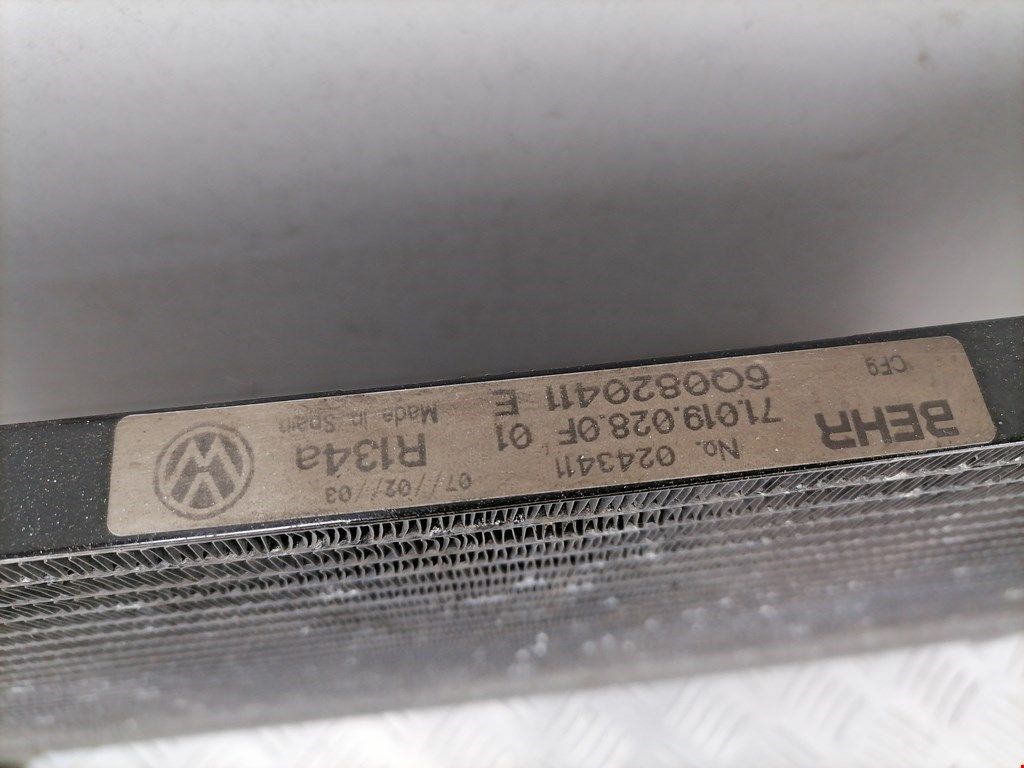 BEHR
No. 0243411
71.019.028.0F 01
6Q0820411 E
CF9
07//02//03
R134a
Made in Spain